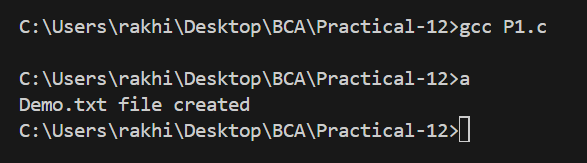 C:\Users\rakhi\Desktop\BCA\Practical-12>gcc P1.c
C:\Users\rakhi\Desktop\BCA\Practical-12>a
Demo.txt file created
C:\Users\rakhi\Desktop\BCA\Practical-12>